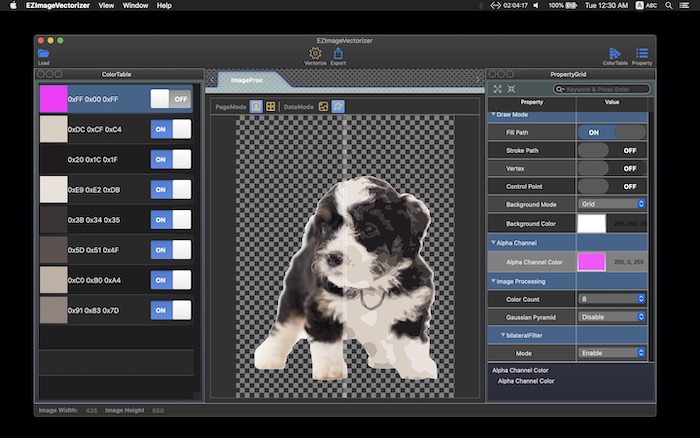 EZImageVectorizer Window Help 02:04:17 100% Tue 12:30 AM A ABC
EZImageVectorizer
Load Vectorize Export ColorTable Property
ColorTable
0xFF 0x00 0xFF OFF
0xDC 0xCF 0xC4 ON
0x20 0x1C 0x1F ON
0xE9 0xE2 0xDB ON
0x3B 0x34 0x35 ON
0x5D 0x51 0x4F ON
0xC0 0xB0 0xA4 ON
0x91 0x83 0x7D ON
ImageProc
PageMode DataMode
PropertyGrid
Keyword & Press Enter
Property Value
Draw Mode
Fill Path ON
Stroke Path OFF
Vertex OFF
Control Point OFF
Background Mode Grid
Background Color 255, 255, 25
Alpha Channel
Alpha Channel Color 255, 0, 255
Image Processing
Color Count 8
Gaussian Pyramid Disable
bilateralFilter
Mode Enable
Alpha Channel Color
Alpha Channel Color
Image Width: 425 Image Height 550